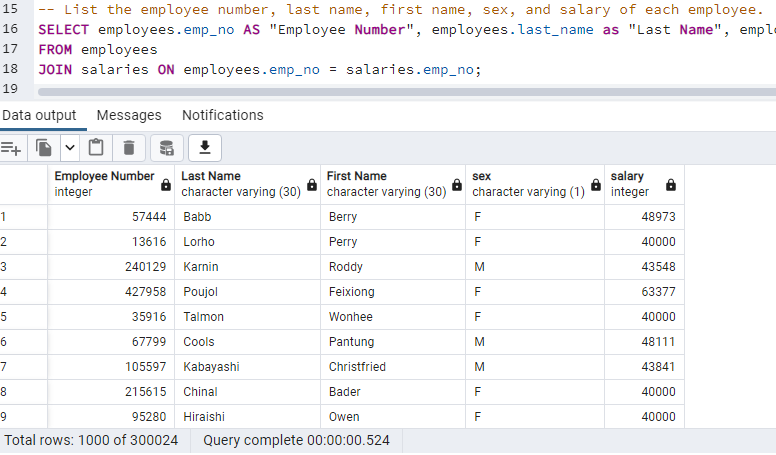 15 -- List the employee number, last name, first name, sex, and salary of each employee.
16 SELECT employees.emp_no AS "Employee Number", employees.last_name as "Last Name",
17 FROM employees
18 JOIN salaries ON employees.emp_no = salaries.emp_no;
19
Data output Messages Notifications
Employee Number Last Name First Name sex salary
integer character varying (30) character varying (30) character varying (1) integer
1 57444 Babb Berry F 48973
2 13616 Lorho Perry F 40000
3 240129 Karnin Roddy M 43548
4 427958 Poujol Feixiong F 63377
5 35916 Talmon Wonhee F 40000
6 67799 Cools Pantung M 48111
7 105597 Kabayashi Christfried M 43841
8 215615 Chinal Bader F 40000
9 95280 Hiraishi Owen F 40000
Total rows: 1000 of 300024 Query complete 00:00:00.524